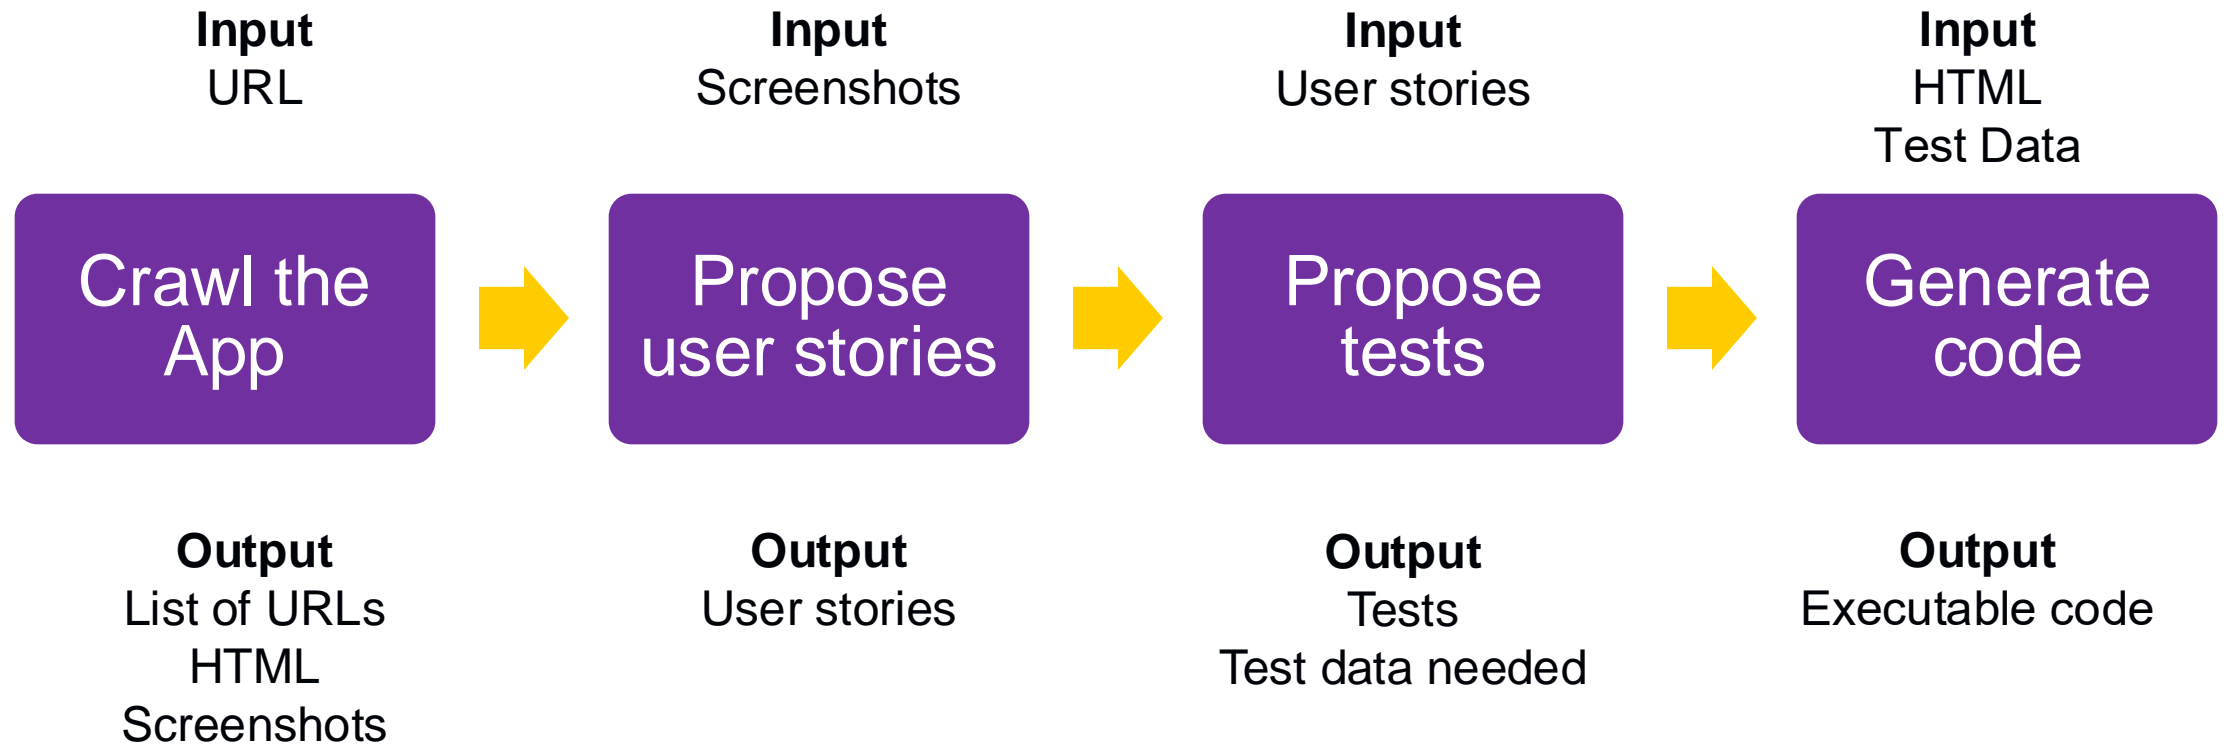 Input
URL
Input
Screenshots
Input
User stories
Input
HTML
Test Data
Crawl the
App
Propose
user stories
Propose
tests
Generate
code
Output
List of URLs
HTML
Screenshots
Output
User stories
Output
Tests
Test data needed
Output
Executable code